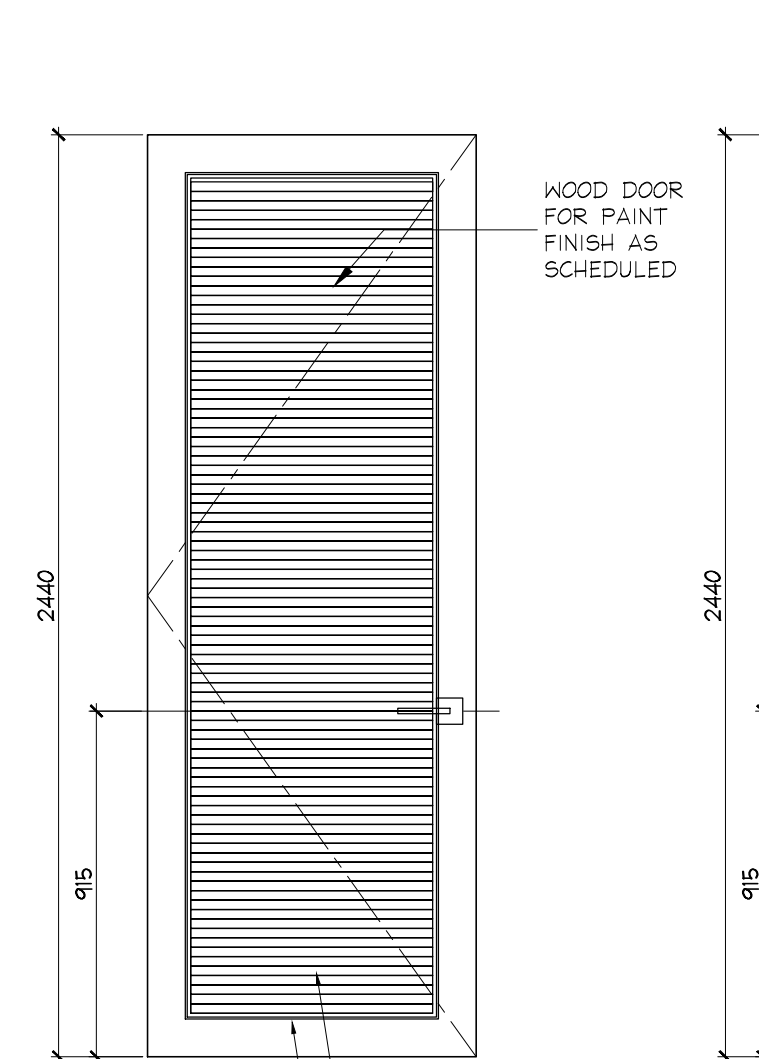 WOOD DOOR
FOR PAINT
FINISH AS
SCHEDULED
2440
915
2440
915